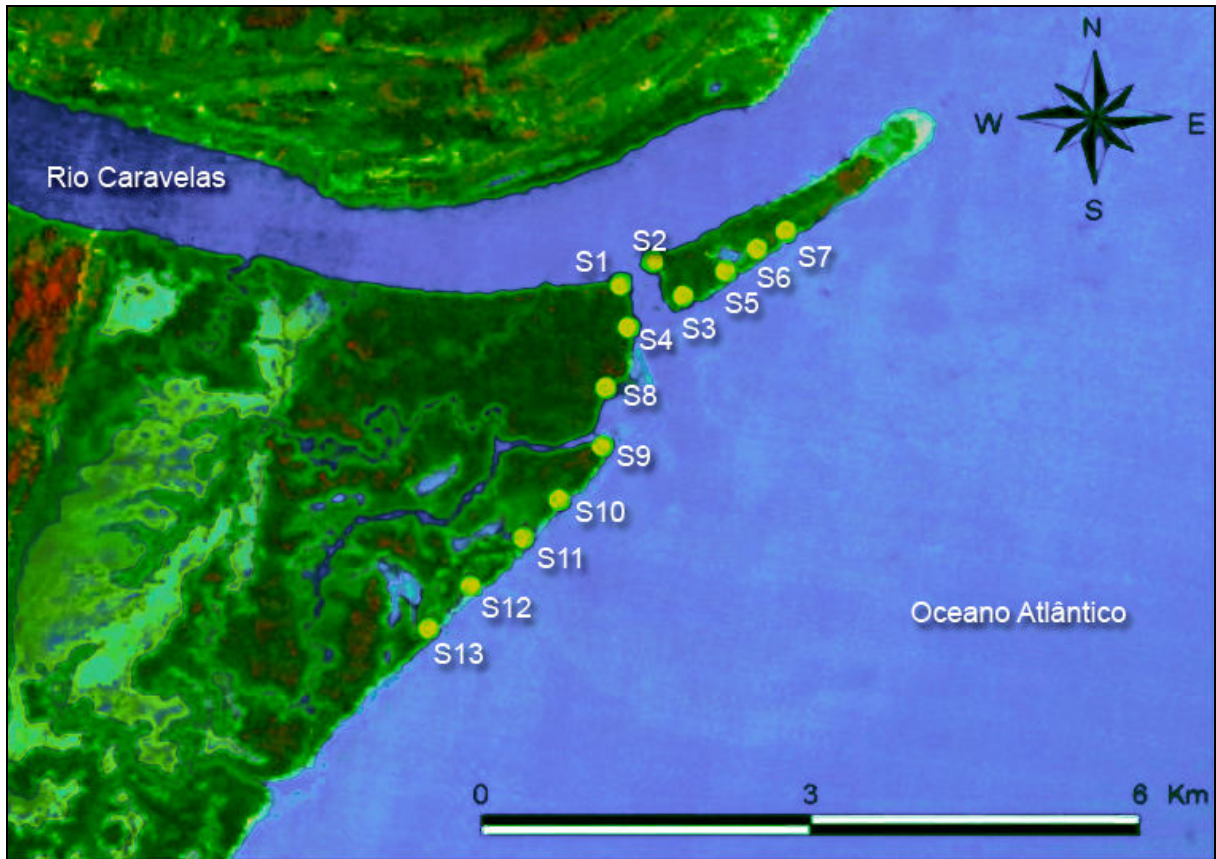 N
W
E
S
Rio Caravelas
S1
S2
S3
S4
S5
S6
S7
S8
S9
S10
S11
S12
S13
Oceano Atlântico
0 3 6 Km